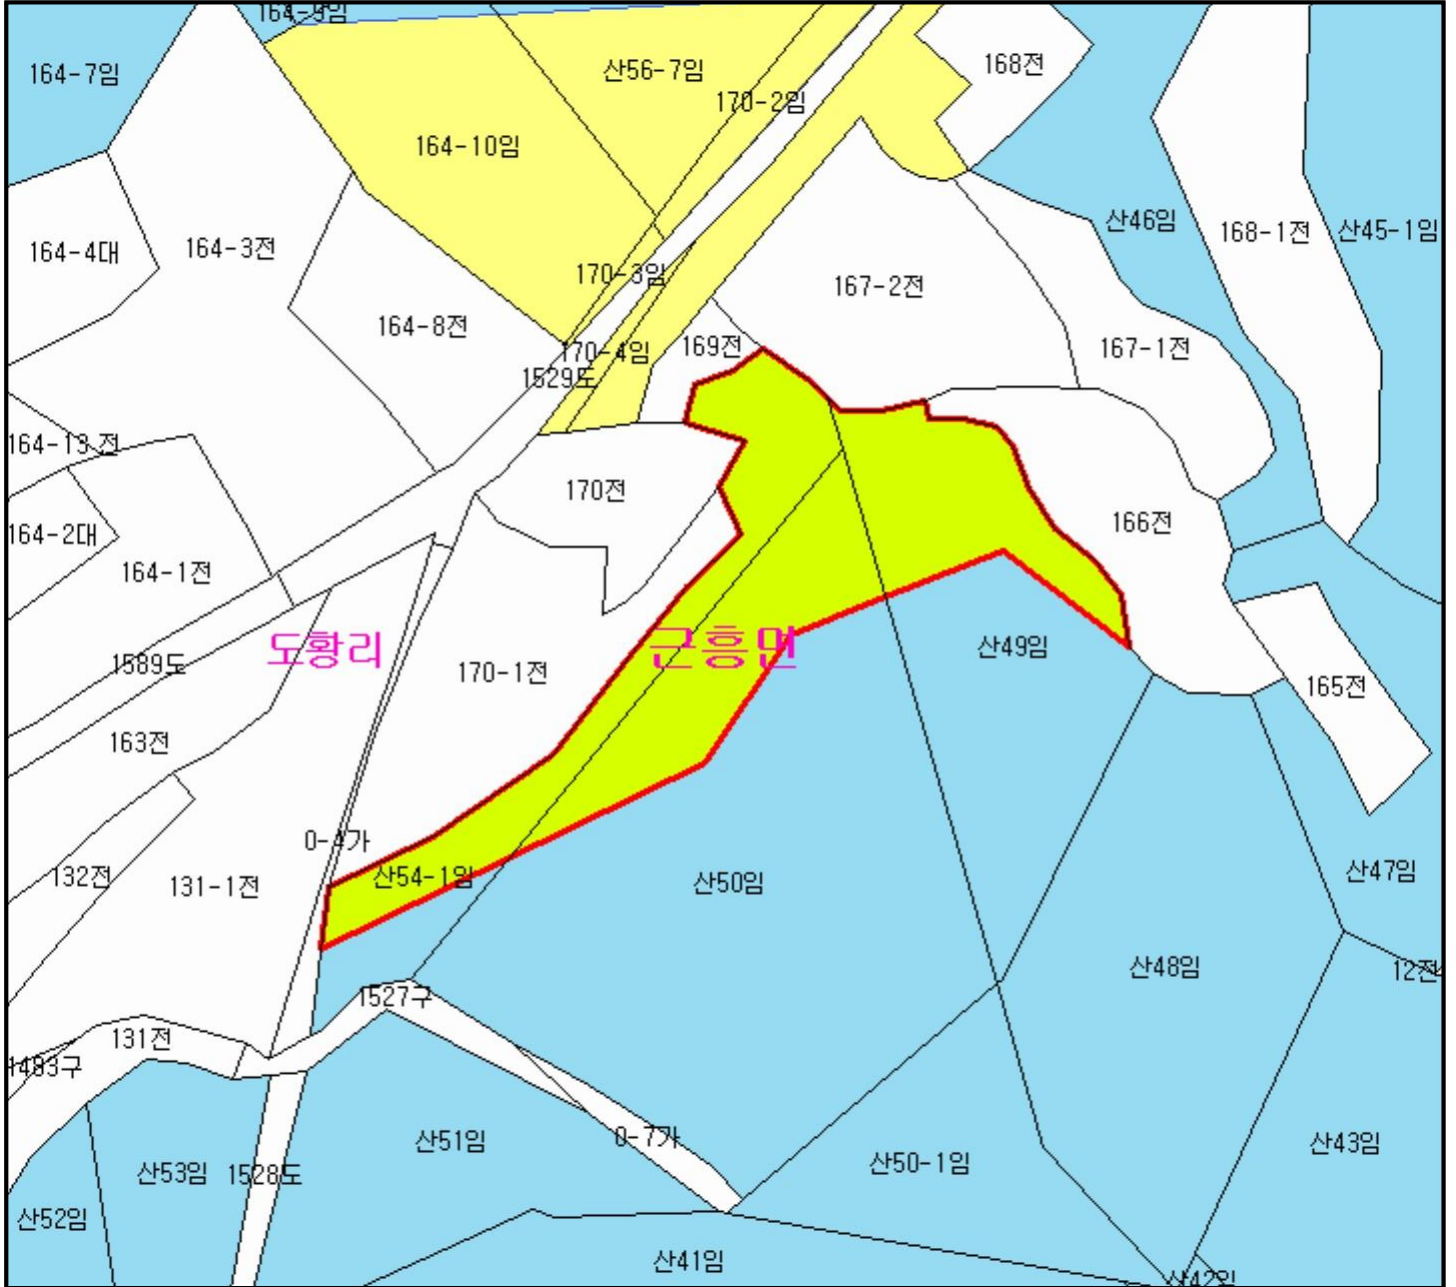 164-9임
164-7임
산56-7임
168전
170-2임
164-10임
산46임
168-1전
산45-1임
164-4대
164-3전
170-3임
167-2전
164-8전
169전
167-1전
170-4임
1529도
164-13 전
170전
166전
164-2대
164-1전
도황리
근흥면
산49임
1589도
170-1전
165전
163전
0-4가
132전
131-1전
산54-1임
산50임
산47임
산48임
12전
1527구
131전
1493구
산51임
0-7가
산43임
산50-1임
산53임
1528도
산52임
산41임
산42임